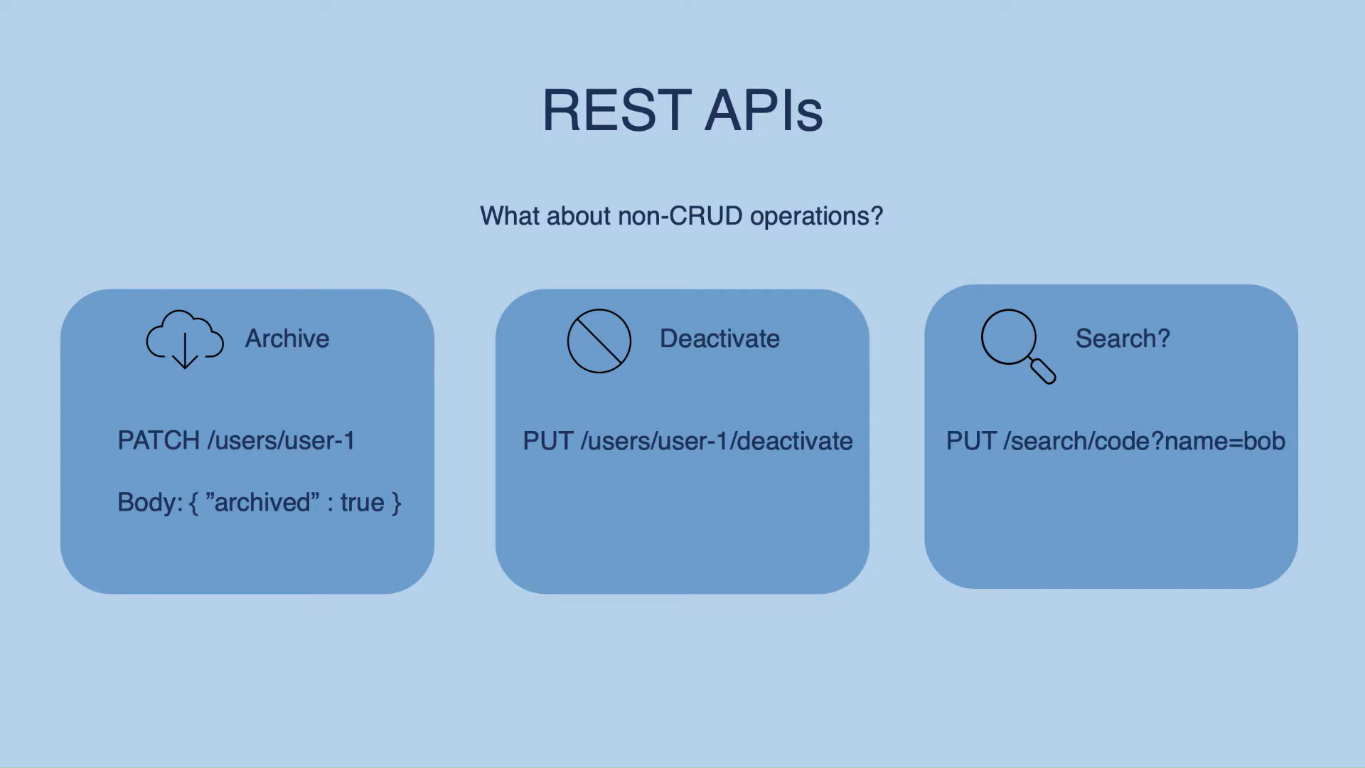 REST APIs
What about non-CRUD operations?
Archive
PATCH /users/user-1
Body: { ”archived” : true }
Deactivate
PUT /users/user-1/deactivate
Search?
PUT /search/code?name=bob